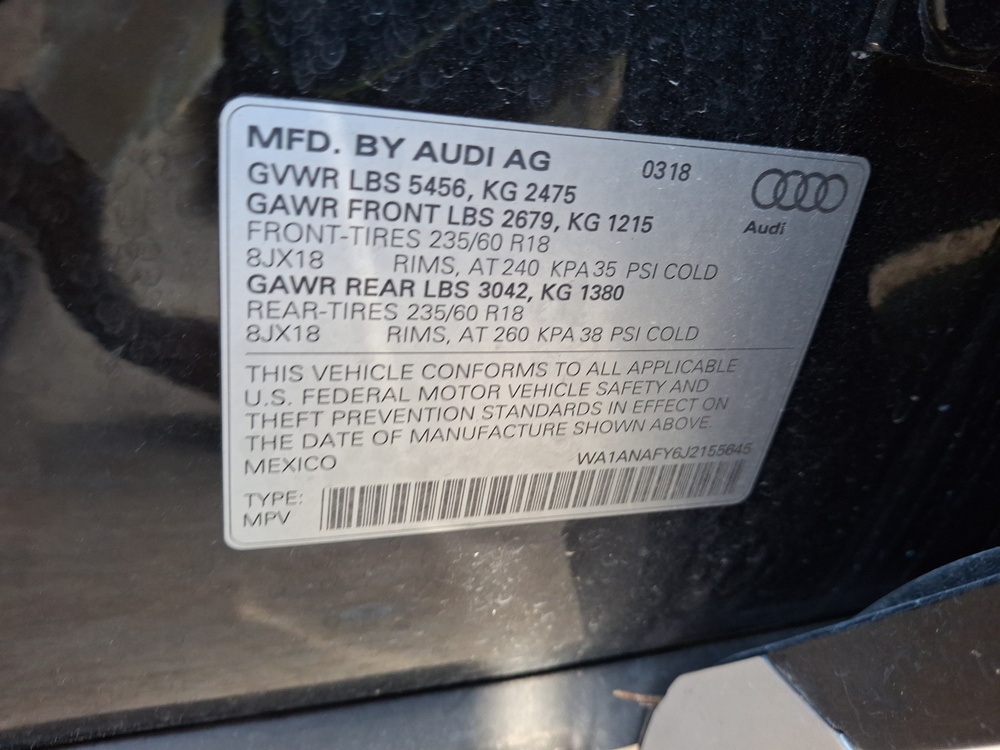 MFD. BY AUDI AG 0318
GVWR LBS 5456, KG 2475
GAWR FRONT LBS 2679, KG 1215
Audi
FRONT-TIRES 235/60 R18
8JX18 RIMS, AT 240 KPA 35 PSI COLD
GAWR REAR LBS 3042, KG 1380
REAR-TIRES 235/60 R18
8JX18 RIMS, AT 260 KPA 38 PSI COLD
THIS VEHICLE CONFORMS TO ALL APPLICABLE
U.S. FEDERAL MOTOR VEHICLE SAFETY AND
THEFT PREVENTION STANDARDS IN EFFECT ON
THE DATE OF MANUFACTURE SHOWN ABOVE.
MEXICO WA1ANAFY6J2155645
TYPE:
MPV